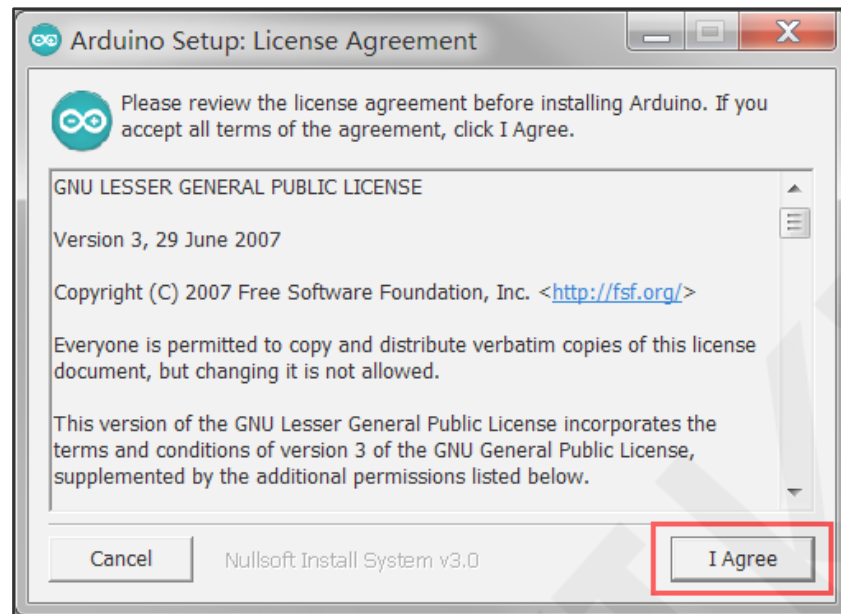 Arduino Setup: License Agreement
Please review the license agreement before installing Arduino. If you
accept all terms of the agreement, click I Agree.
GNU LESSER GENERAL PUBLIC LICENSE
Version 3, 29 June 2007
Copyright (C) 2007 Free Software Foundation, Inc. <http://fsf.org/>
Everyone is permitted to copy and distribute verbatim copies of this license
document, but changing it is not allowed.
This version of the GNU Lesser General Public License incorporates the
terms and conditions of version 3 of the GNU General Public License,
supplemented by the additional permissions listed below.
Cancel Nullsoft Install System v3.0 I Agree